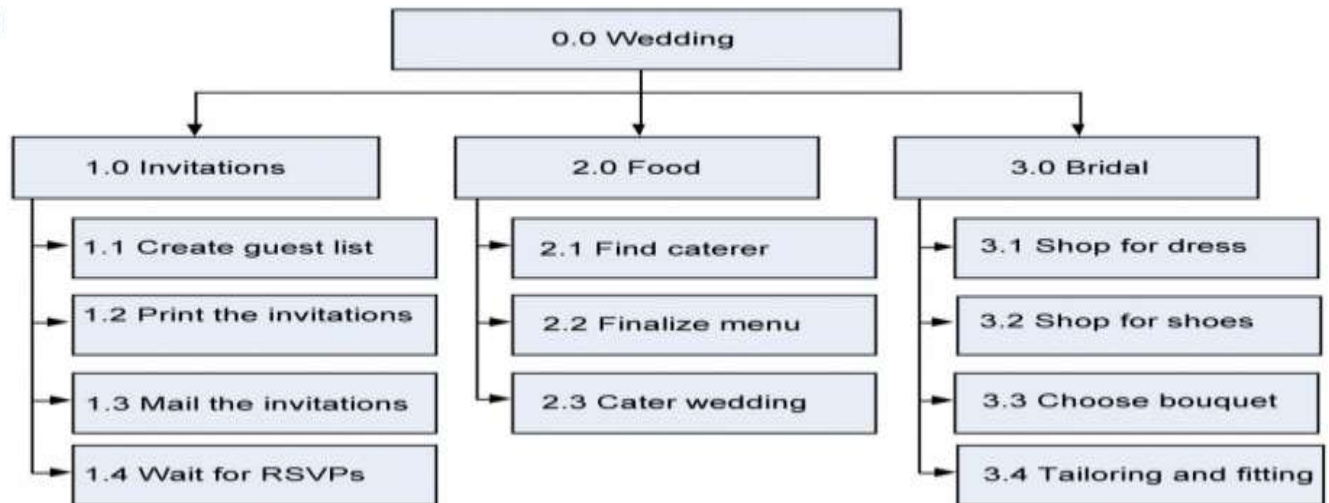 0.0 Wedding
1.0 Invitations
1.1 Create guest list
1.2 Print the invitations
1.3 Mail the invitations
1.4 Wait for RSVPs
2.0 Food
2.1 Find caterer
2.2 Finalize menu
2.3 Cater wedding
3.0 Bridal
3.1 Shop for dress
3.2 Shop for shoes
3.3 Choose bouquet
3.4 Tailoring and fitting